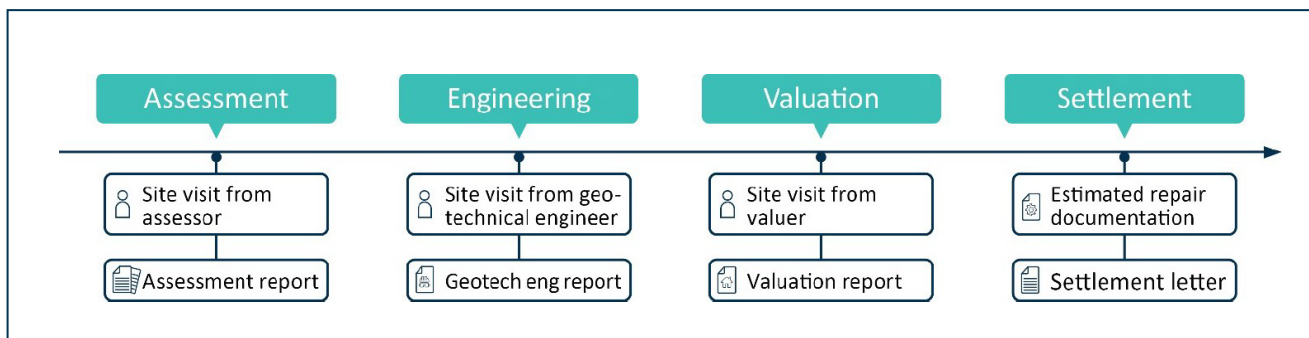 Assessment
Engineering
Valuation
Settlement
Site visit from
assessor
Site visit from geo-
technical engineer
Site visit from
valuer
Estimated repair
documentation
Assessment report
Geotech eng report
Valuation report
Settlement letter